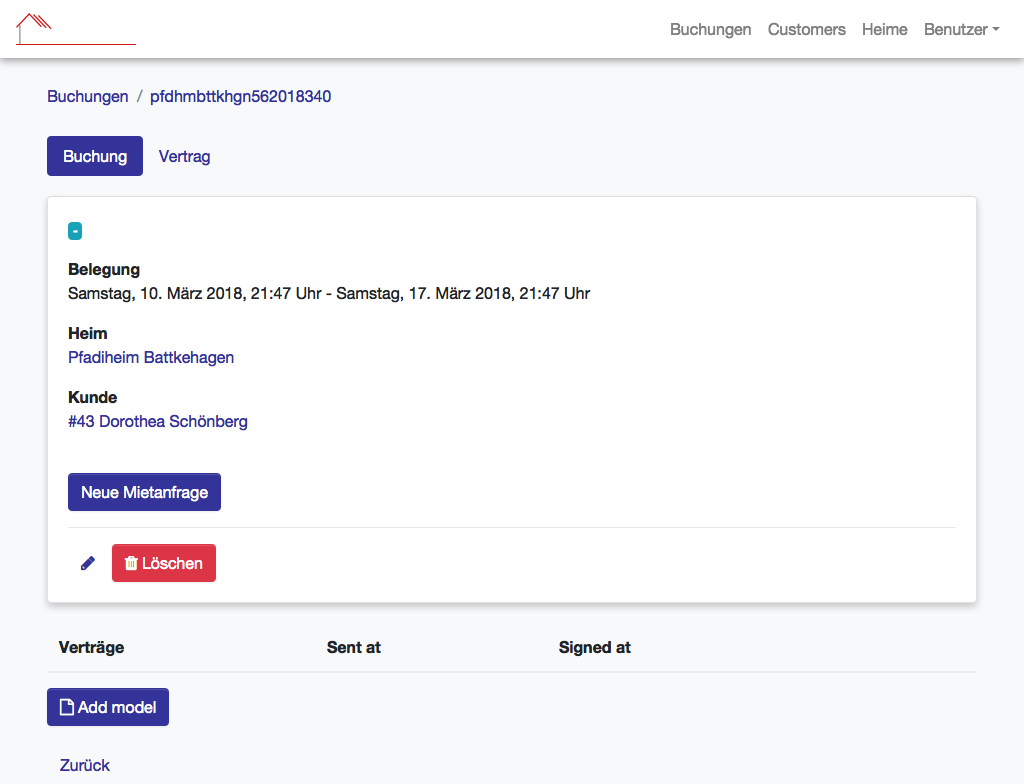 Buchungen Customers Heime Benutzer
Buchungen / pfdhmbttkhgn562018340
Buchung Vertrag
-
Belegung
Samstag, 10. März 2018, 21:47 Uhr - Samstag, 17. März 2018, 21:47 Uhr
Heim
Pfadiheim Battkehagen
Kunde
#43 Dorothea Schönberg
Neue Mietanfrage
Löschen
Verträge Sent at Signed at
Add model
Zurück